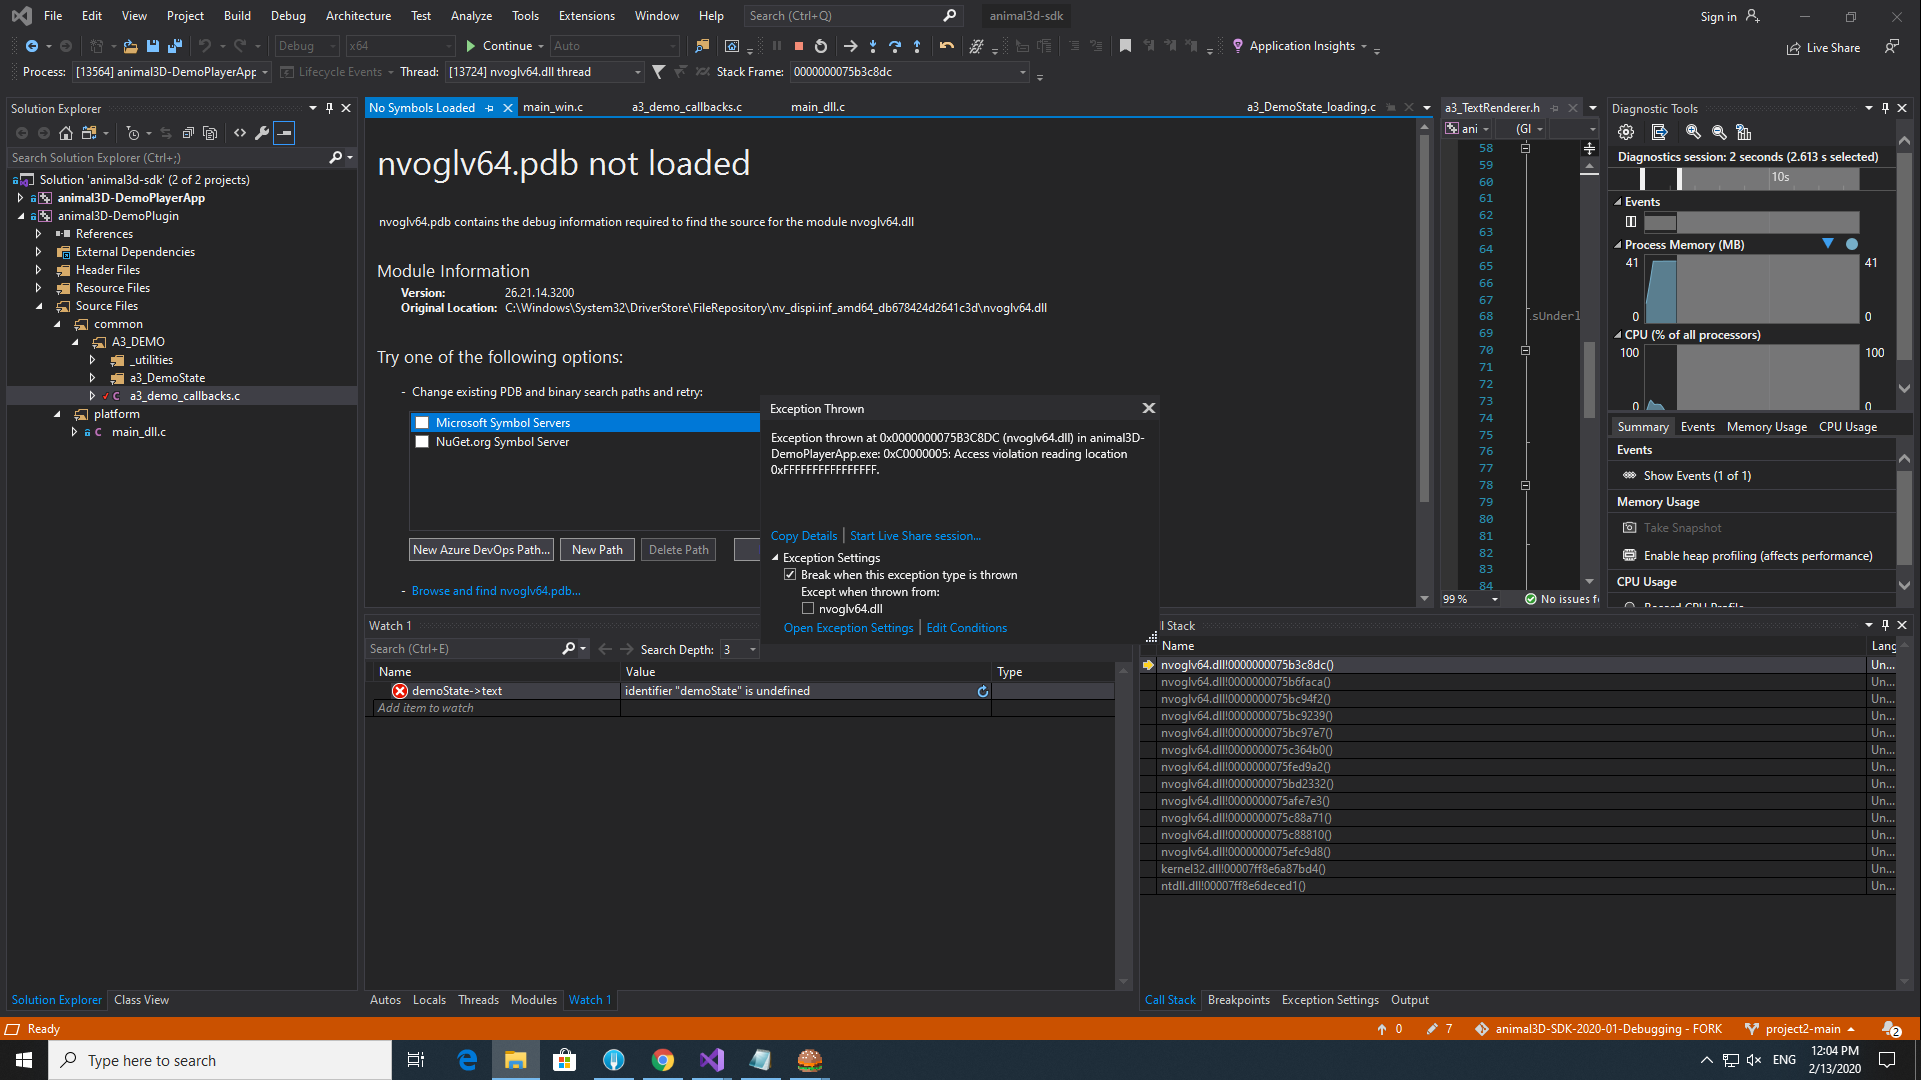 File Edit View Project Build Debug Architecture Test Analyze Tools Extensions Window Help Search (Ctrl+Q) animal3d-sdk Sign in
Debug x64 Continue Auto Application Insights Live Share
Process: [13564] animal3D-DemoPlayerApp Lifecycle Events Thread: [13724] nvoglv64.dll thread Stack Frame: 0000000075b3c8dc
Solution Explorer
Search Solution Explorer (Ctrl+;)
Solution 'animal3d-sdk' (2 of 2 projects)
animal3D-DemoPlayerApp
animal3D-DemoPlugin
References
External Dependencies
Header Files
Resource Files
Source Files
common
A3_DEMO
_utilities
a3_DemoState
a3_demo_callbacks.c
platform
main_dll.c
Solution Explorer Class View
No Symbols Loaded main_win.c a3_demo_callbacks.c main_dll.c a3_DemoState_loading.c
nvoglv64.pdb not loaded
nvoglv64.pdb contains the debug information required to find the source for the module nvoglv64.dll
Module Information
Version: 26.21.14.3200
Original Location: C:\Windows\System32\DriverStore\FileRepository\nv_dispi.inf_amd64_db678424d2641c3d\nvoglv64.dll
Try one of the following options:
- Change existing PDB and binary search paths and retry:
Microsoft Symbol Servers
NuGet.org Symbol Server
New Azure DevOps Path... New Path Delete Path
- Browse and find nvoglv64.pdb...
Exception Thrown
Exception thrown at 0x0000000075B3C8DC (nvoglv64.dll) in animal3D-
DemoPlayerApp.exe: 0xC0000005: Access violation reading location
0xFFFFFFFFFFFFFFFF.
Copy Details Start Live Share session...
Exception Settings
Break when this exception type is thrown
Except when thrown from:
nvoglv64.dll
Open Exception Settings Edit Conditions
a3_TextRenderer.h
ani (Gl
58
59
60
61
62
63
64
65
66
67
68 .sUnderl
69
70
71
72
73
74
75
76
77
78
79
80
81
82
83
84
99 % No issues f
Diagnostic Tools
Diagnostics session: 2 seconds (2.613 s selected)
10s
Events
Process Memory (MB)
41 41
0 0
CPU (% of all processors)
100 100
0 0
Summary Events Memory Usage CPU Usage
Events
Show Events (1 of 1)
Memory Usage
Take Snapshot
Enable heap profiling (affects performance)
CPU Usage
Record CPU Profile
Watch 1
Search (Ctrl+E) Search Depth: 3
Name Value Type
demoState->text identifier "demoState" is undefined
Add item to watch
Autos Locals Threads Modules Watch 1
ll Stack
Name Lang
nvoglv64.dll!0000000075b3c8dc() Un...
nvoglv64.dll!0000000075b6faca() Un...
nvoglv64.dll!0000000075bc94f2() Un...
nvoglv64.dll!0000000075bc9239() Un...
nvoglv64.dll!0000000075bc97e7() Un...
nvoglv64.dll!0000000075c364b0() Un...
nvoglv64.dll!0000000075fed9a2() Un...
nvoglv64.dll!0000000075bd2332() Un...
nvoglv64.dll!0000000075afe7e3() Un...
nvoglv64.dll!0000000075c88a71() Un...
nvoglv64.dll!0000000075c88810() Un...
nvoglv64.dll!0000000075efc9d8() Un...
kernel32.dll!00007ff8e6a87bd4() Un...
ntdll.dll!00007ff8e6deced1() Un...
Call Stack Breakpoints Exception Settings Output
Ready 0 7 animal3D-SDK-2020-01-Debugging - FORK project2-main 2
Type here to search ENG 12:04 PM
2/13/2020